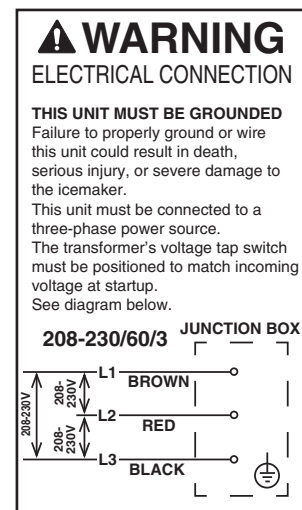 WARNING
ELECTRICAL CONNECTION
THIS UNIT MUST BE GROUNDED
Failure to properly ground or wire
this unit could result in death,
serious injury, or severe damage to
the icemaker.
This unit must be connected to a
three-phase power source.
The transformer's voltage tap switch
must be positioned to match incoming
voltage at startup.
See diagram below.
208-230/60/3
JUNCTION BOX
L1
BROWN
208-230V
208-
230V
L2
RED
208-
230V
L3
BLACK